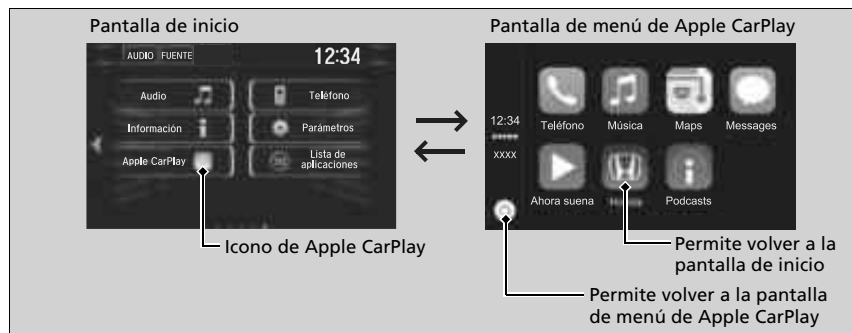 Pantalla de inicio
AUDIO FUENTE
12:34
Audio
Teléfono
Información
Parámetros
Apple CarPlay
Lista de
aplicaciones
Icono de Apple CarPlay
Pantalla de menú de Apple CarPlay
12:34
XXXX
Teléfono
Música
Maps
Messages
Ahora suena
Podcasts
Permite volver a la
pantalla de inicio
Permite volver a la pantalla
de menú de Apple CarPlay